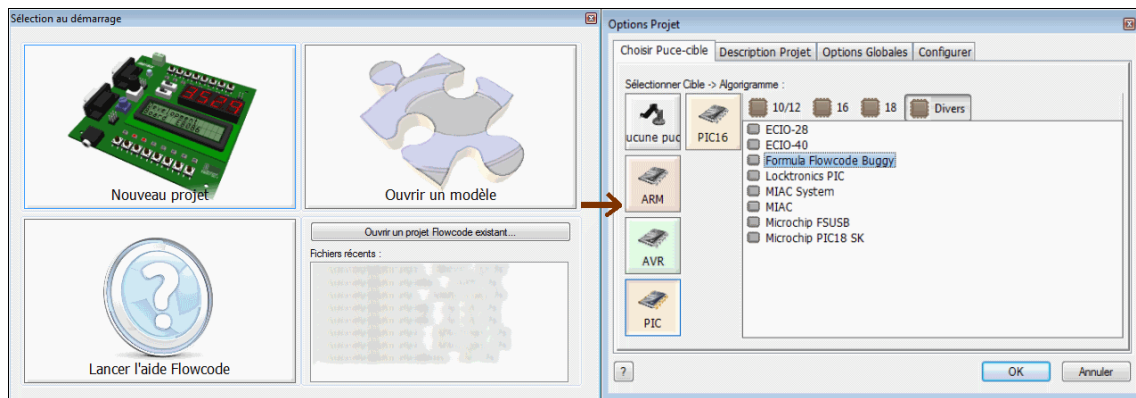 Sélection au démarrage
Nouveau projet
Ouvrir un modèle
Lancer l'aide Flowcode
Ouvrir un projet Flowcode existant...
Fichiers récents :
Options Projet
Choisir Puce-cible
Description Projet
Options Globales
Configurer
Sélectionner Cible -> Algorigramme :
ucune puc
PIC16
ARM
AVR
PIC
10/12
16
18
Divers
ECIO-28
ECIO-40
Formula Flowcode Buggy
Locktronics PIC
MIAC System
MIAC
Microchip FSUSB
Microchip PIC18 SK
?
OK
Annuler